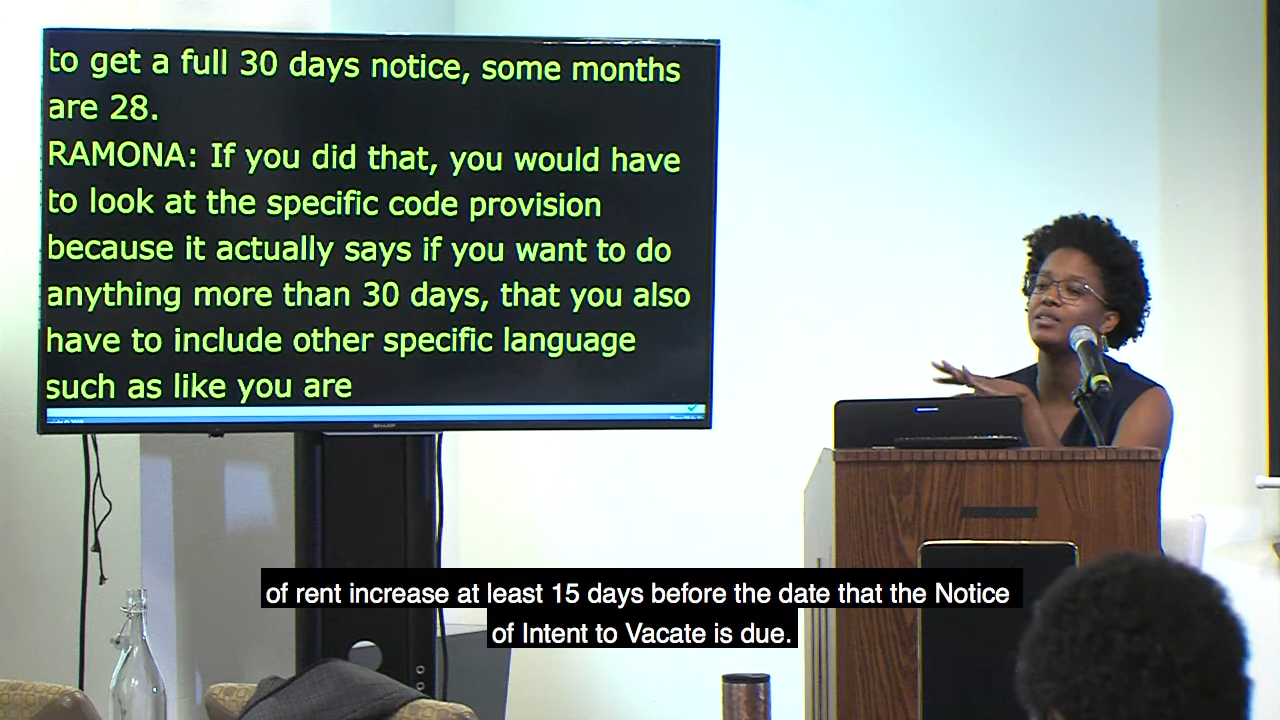 to get a full 30 days notice, some months
are 28.
RAMONA: If you did that, you would have
to look at the specific code provision
because it actually says if you want to do
anything more than 30 days, that you also
have to include other specific language
such as like you are
SHARP
of rent increase at least 15 days before the date that the Notice
of Intent to Vacate is due.